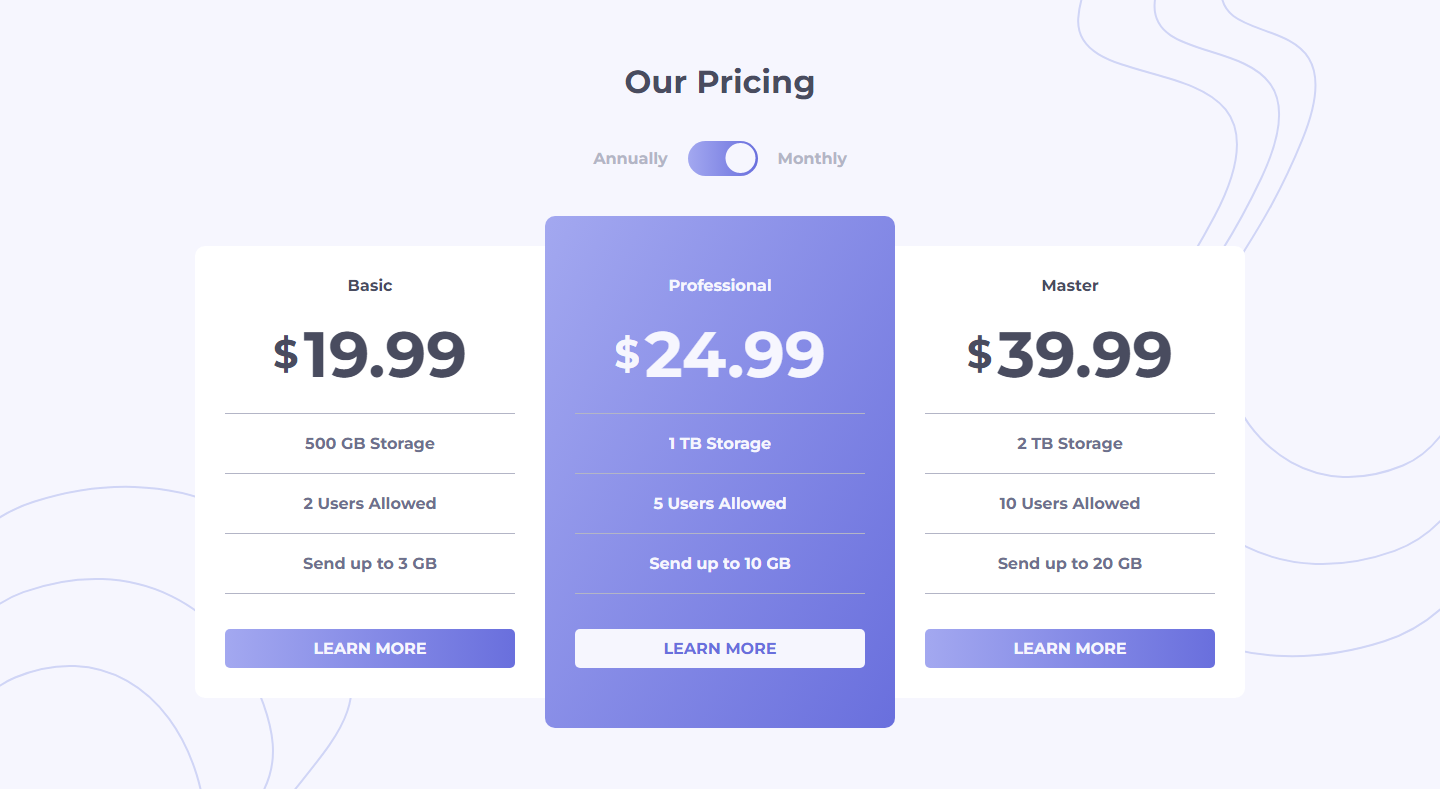 Our Pricing
Annually Monthly
Basic
$19.99
500 GB Storage
2 Users Allowed
Send up to 3 GB
LEARN MORE
Professional
$24.99
1 TB Storage
5 Users Allowed
Send up to 10 GB
LEARN MORE
Master
$39.99
2 TB Storage
10 Users Allowed
Send up to 20 GB
LEARN MORE